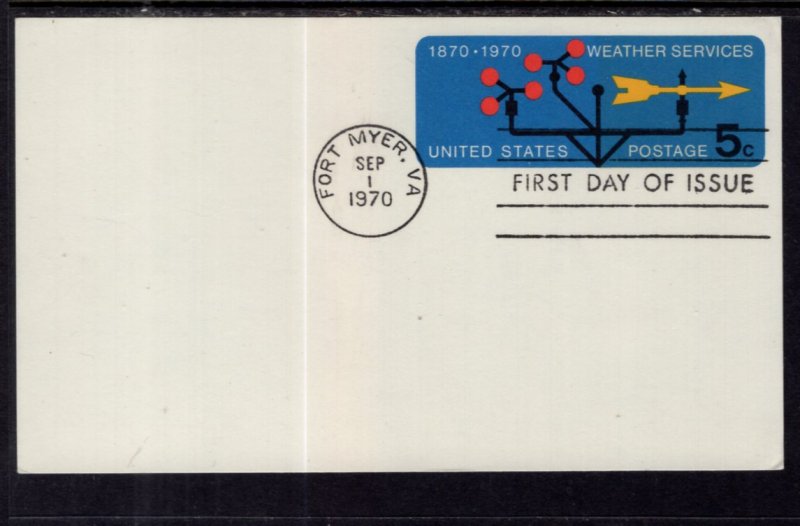 1870 · 1970 WEATHER SERVICES
UNITED STATES POSTAGE 5c
FORT MYER, VA
SEP
1
1970
FIRST DAY OF ISSUE